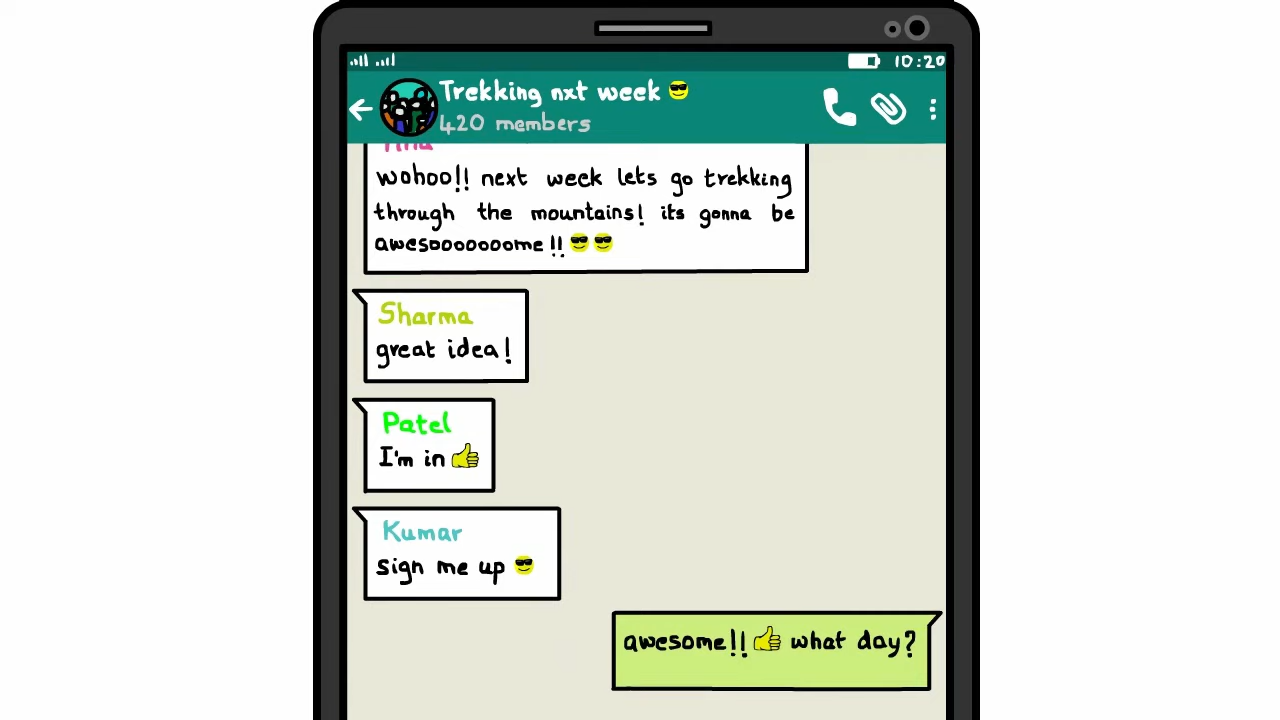 10:20
Trekking nxt week
420 members
wohoo!! next week lets go trekking
through the mountains! its gonna be
awesooooooome!!
Sharma
great idea!
Patel
I'm in
Kumar
sign me up
awesome!! what day?